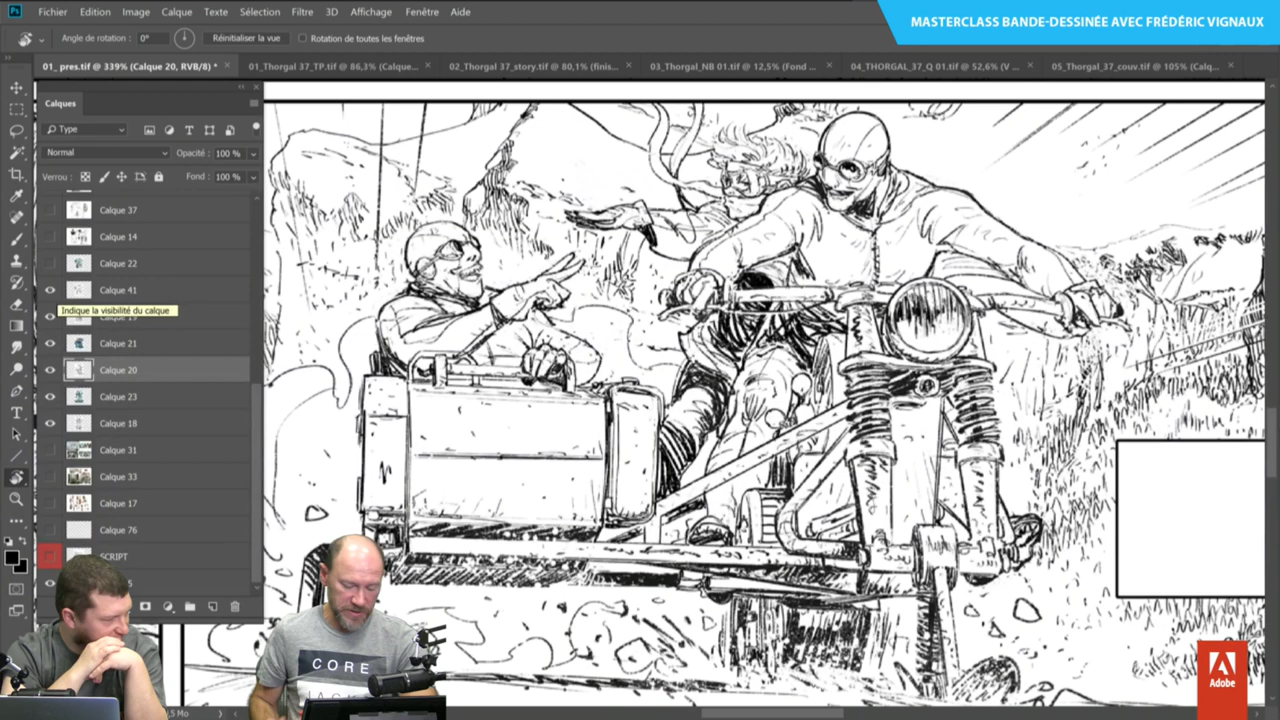 Ps Fichier Edition Image Calque Texte Sélection Filtre 3D Affichage Fenêtre Aide
MASTERCLASS BANDE-DESSINÉE AVEC FRÉDÉRIC VIGNAUX
Angle de rotation : 0° Réinitialiser la vue Rotation de toutes les fenêtres
01_ pres.tif @ 339% (Calque 20, RVB/8) * 01_Thorgal 37_TP.tif @ 86,3% (Calque... 02_Thorgal 37_story.tif @ 80,1% (finis... 03_Thorgal_NB 01.tif @ 12,5% (Fond ... 04_THORGAL_37_Q 01.tif @ 52,6% (V ... 05_Thorgal_37_couv.tif @ 105% (Calq...
Calques
Type
Normal Opacité : 100 %
Verrou : Fond : 100 %
Calque 37
Calque 14
Calque 22
Calque 41
Indique la visibilité du calque
Calque 19
Calque 21
Calque 20
Calque 23
Calque 18
Calque 31
Calque 33
Calque 17
Calque 76
SCRIPT
CORE
Adobe